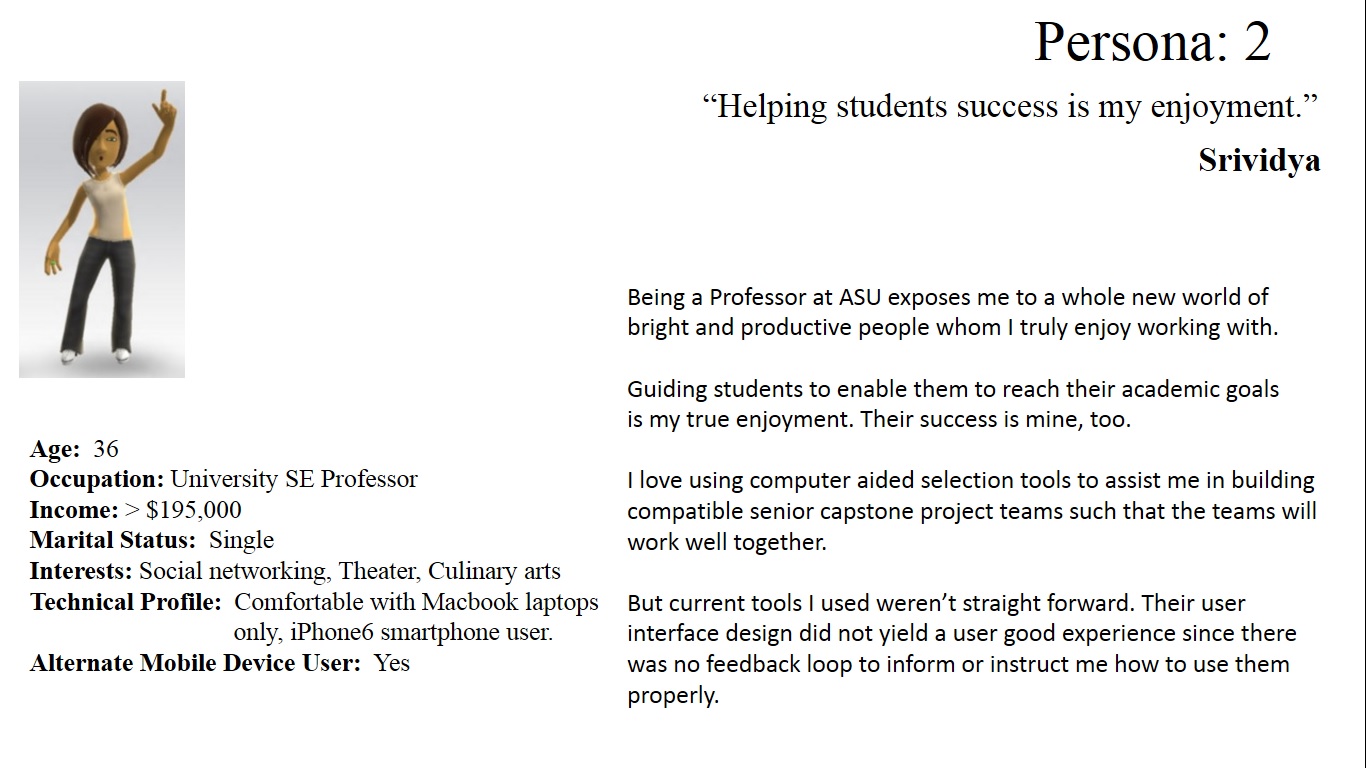 Persona: 2
“Helping students success is my enjoyment.”
Srividya
Age: 36
Occupation: University SE Professor
Income: > $195,000
Marital Status: Single
Interests: Social networking, Theater, Culinary arts
Technical Profile: Comfortable with Macbook laptops
only, iPhone6 smartphone user.
Alternate Mobile Device User: Yes
Being a Professor at ASU exposes me to a whole new world of
bright and productive people whom I truly enjoy working with.
Guiding students to enable them to reach their academic goals
is my true enjoyment. Their success is mine, too.
I love using computer aided selection tools to assist me in building
compatible senior capstone project teams such that the teams will
work well together.
But current tools I used weren’t straight forward. Their user
interface design did not yield a user good experience since there
was no feedback loop to inform or instruct me how to use them
properly.